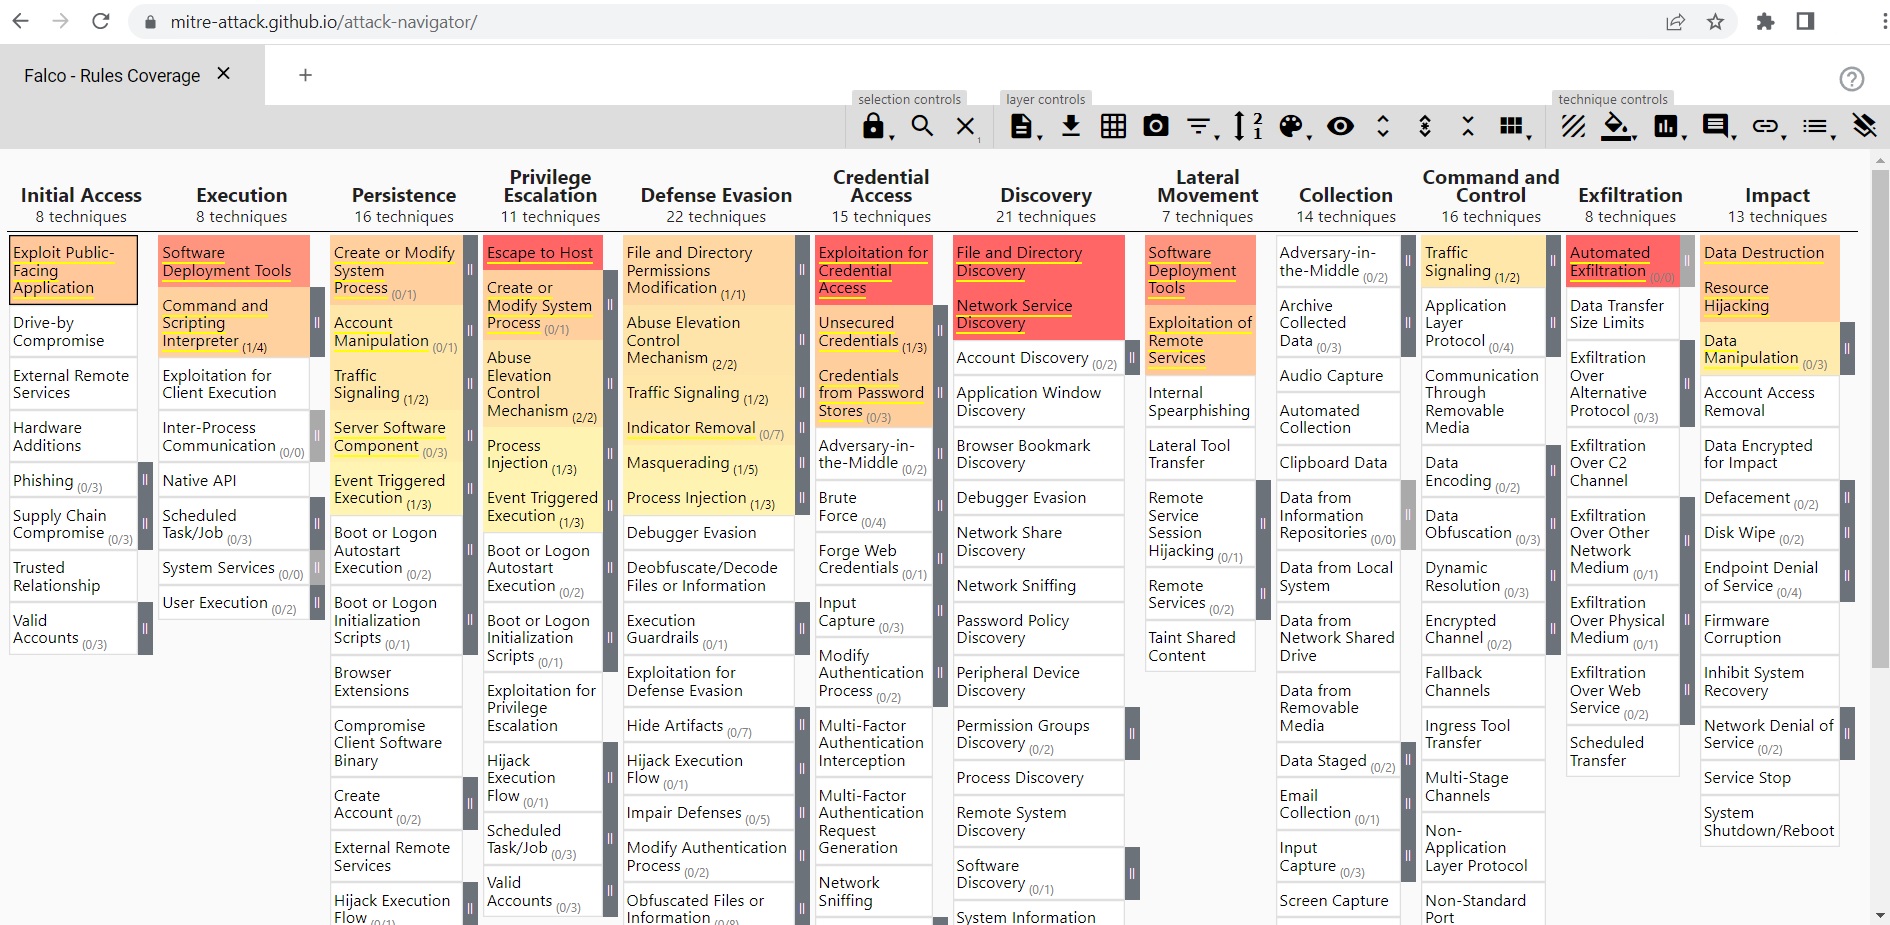 mitre-attack.github.io/attack-navigator/
Falco - Rules Coverage
selection controls
layer controls
technique controls
Initial Access
8 techniques
Exploit Public-
Facing
Application
Drive-by
Compromise
External Remote
Services
Hardware
Additions
Phishing (0/3)
Supply Chain
Compromise (0/3)
Trusted
Relationship
Valid
Accounts (0/3)
Execution
8 techniques
Software
Deployment Tools
Command and
Scripting
Interpreter (1/4)
Exploitation for
Client Execution
Inter-Process
Communication (0/0)
Native API
Scheduled
Task/Job (0/3)
System Services (0/0)
User Execution (0/2)
Persistence
16 techniques
Create or Modify
System
Process (0/1)
Account
Manipulation (0/1)
Traffic
Signaling (1/2)
Server Software
Component (0/3)
Event Triggered
Execution (1/3)
Boot or Logon
Autostart
Execution (0/2)
Boot or Logon
Initialization
Scripts (0/1)
Browser
Extensions
Compromise
Client Software
Binary
Create
Account (0/2)
External Remote
Services
Hijack Execution
Flow (0/1)
Privilege
Escalation
11 techniques
Escape to Host
Create or
Modify System
Process (0/1)
Abuse
Elevation
Control
Mechanism (2/2)
Process
Injection (1/3)
Event Triggered
Execution (1/3)
Boot or Logon
Autostart
Execution (0/2)
Boot or Logon
Initialization
Scripts (0/1)
Exploitation for
Privilege
Escalation
Hijack
Execution
Flow (0/1)
Scheduled
Task/Job (0/3)
Valid
Accounts (0/3)
Defense Evasion
22 techniques
File and Directory
Permissions
Modification (1/1)
Abuse Elevation
Control
Mechanism (2/2)
Traffic Signaling (1/2)
Indicator Removal (0/7)
Masquerading (1/5)
Process Injection (1/3)
Debugger Evasion
Deobfuscate/Decode
Files or Information
Execution
Guardrails (0/1)
Exploitation for
Defense Evasion
Hide Artifacts (0/7)
Hijack Execution
Flow (0/1)
Impair Defenses (0/5)
Modify Authentication
Process (0/2)
Obfuscated Files or
Information (0/8)
Credential
Access
15 techniques
Exploitation for
Credential
Access
Unsecured
Credentials (1/3)
Credentials
from Password
Stores (0/3)
Adversary-in-
the-Middle (0/2)
Brute
Force (0/4)
Forge Web
Credentials (0/1)
Input
Capture (0/3)
Modify
Authentication
Process (0/2)
Multi-Factor
Authentication
Interception
Multi-Factor
Authentication
Request
Generation
Network
Sniffing
Discovery
21 techniques
File and Directory
Discovery
Network Service
Discovery
Account Discovery (0/2)
Application Window
Discovery
Browser Bookmark
Discovery
Debugger Evasion
Network Share
Discovery
Network Sniffing
Password Policy
Discovery
Peripheral Device
Discovery
Permission Groups
Discovery (0/2)
Process Discovery
Remote System
Discovery
Software
Discovery (0/1)
System Information
Lateral
Movement
7 techniques
Software
Deployment
Tools
Exploitation of
Remote
Services
Internal
Spearphishing
Lateral Tool
Transfer
Remote
Service
Session
Hijacking (0/1)
Remote
Services (0/2)
Taint Shared
Content
Collection
14 techniques
Adversary-in-
the-Middle (0/2)
Archive
Collected
Data (0/3)
Audio Capture
Automated
Collection
Clipboard Data
Data from
Information
Repositories (0/0)
Data from Local
System
Data from
Network Shared
Drive
Data from
Removable
Media
Data Staged (0/2)
Email
Collection (0/1)
Input
Capture (0/3)
Screen Capture
Command and
Control
16 techniques
Traffic
Signaling (1/2)
Application
Layer
Protocol (0/4)
Communication
Through
Removable
Media
Data
Encoding (0/2)
Data
Obfuscation (0/3)
Dynamic
Resolution (0/3)
Encrypted
Channel (0/2)
Fallback
Channels
Ingress Tool
Transfer
Multi-Stage
Channels
Non-
Application
Layer Protocol
Non-Standard
Port
Exfiltration
8 techniques
Automated
Exfiltration (0/0)
Data Transfer
Size Limits
Exfiltration
Over
Alternative
Protocol (0/3)
Exfiltration
Over C2
Channel
Exfiltration
Over Other
Network
Medium (0/1)
Exfiltration
Over Physical
Medium (0/1)
Exfiltration
Over Web
Service (0/2)
Scheduled
Transfer
Impact
13 techniques
Data Destruction
Resource
Hijacking
Data
Manipulation (0/3)
Account Access
Removal
Data Encrypted
for Impact
Defacement (0/2)
Disk Wipe (0/2)
Endpoint Denial
of Service (0/4)
Firmware
Corruption
Inhibit System
Recovery
Network Denial of
Service (0/2)
Service Stop
System
Shutdown/Reboot